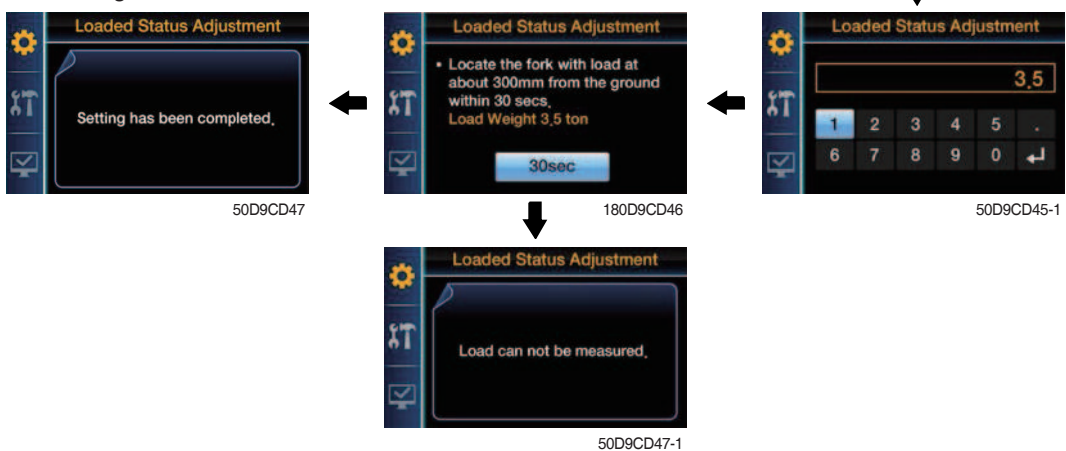 Loaded Status Adjustment
Setting has been completed.
50D9CD47
Loaded Status Adjustment
• Locate the fork with load at
about 300mm from the ground
within 30 secs.
Load Weight 3.5 ton
30sec
180D9CD46
Loaded Status Adjustment
3.5
1 2 3 4 5 .
6 7 8 9 0 ↵
50D9CD45-1
Loaded Status Adjustment
Load can not be measured.
50D9CD47-1